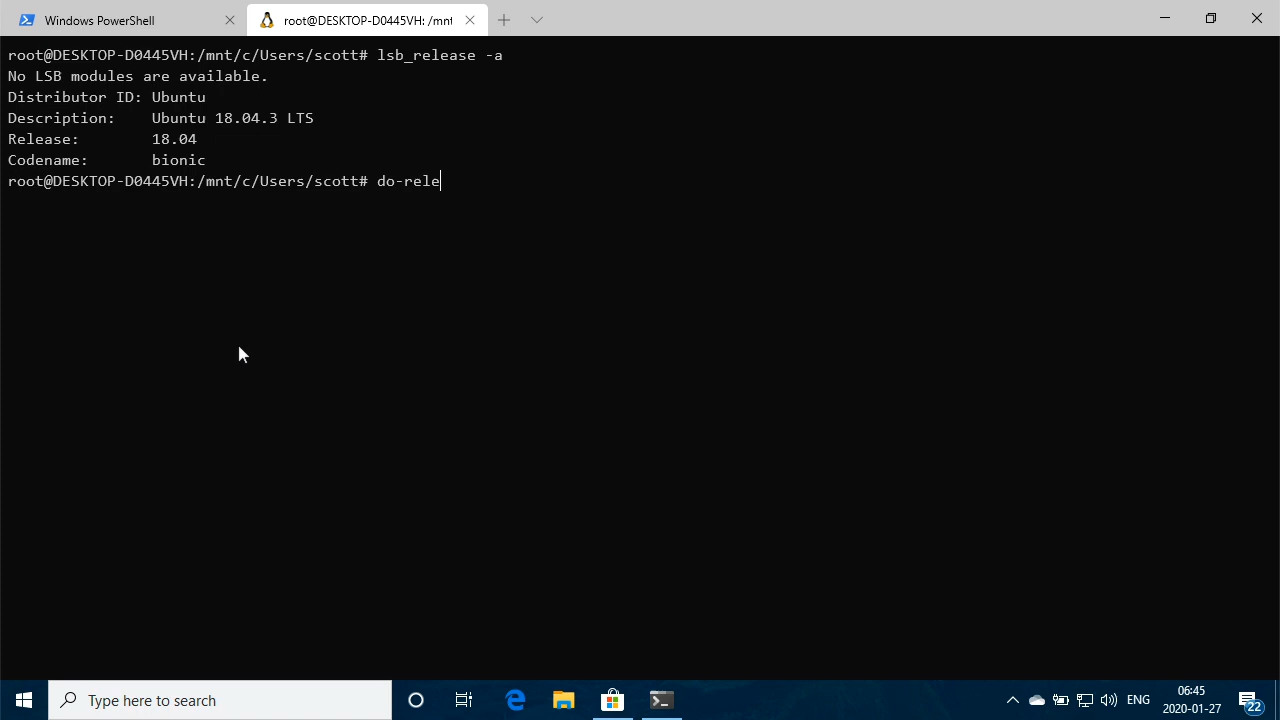 Windows PowerShell
root@DESKTOP-D0445VH: /mnt
root@DESKTOP-D0445VH:/mnt/c/Users/scott# lsb_release -a
No LSB modules are available.
Distributor ID: Ubuntu
Description:    Ubuntu 18.04.3 LTS
Release:        18.04
Codename:       bionic
root@DESKTOP-D0445VH:/mnt/c/Users/scott# do-rele
Type here to search
ENG
06:45
2020-01-27
22